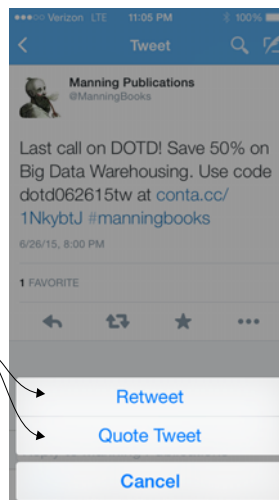 Verizon LTE 11:05 PM 100%
Tweet
Manning Publications
@ManningBooks
Last call on DOTD! Save 50% on
Big Data Warehousing. Use code
dotd062615tw at conta.cc/
1NkybtJ #manningbooks
6/26/15, 8:00 PM
1 FAVORITE
Retweet
Quote Tweet
Cancel